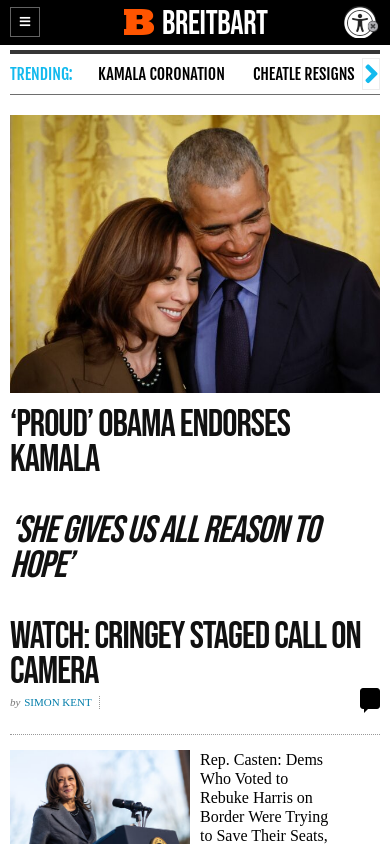 BREITBART
TRENDING:
KAMALA CORONATION
CHEATLE RESIGNS
‘PROUD’ OBAMA ENDORSES
KAMALA
‘SHE GIVES US ALL REASON TO
HOPE’
WATCH: CRINGEY STAGED CALL ON
CAMERA
by SIMON KENT
Rep. Casten: Dems
Who Voted to
Rebuke Harris on
Border Were Trying
to Save Their Seats,